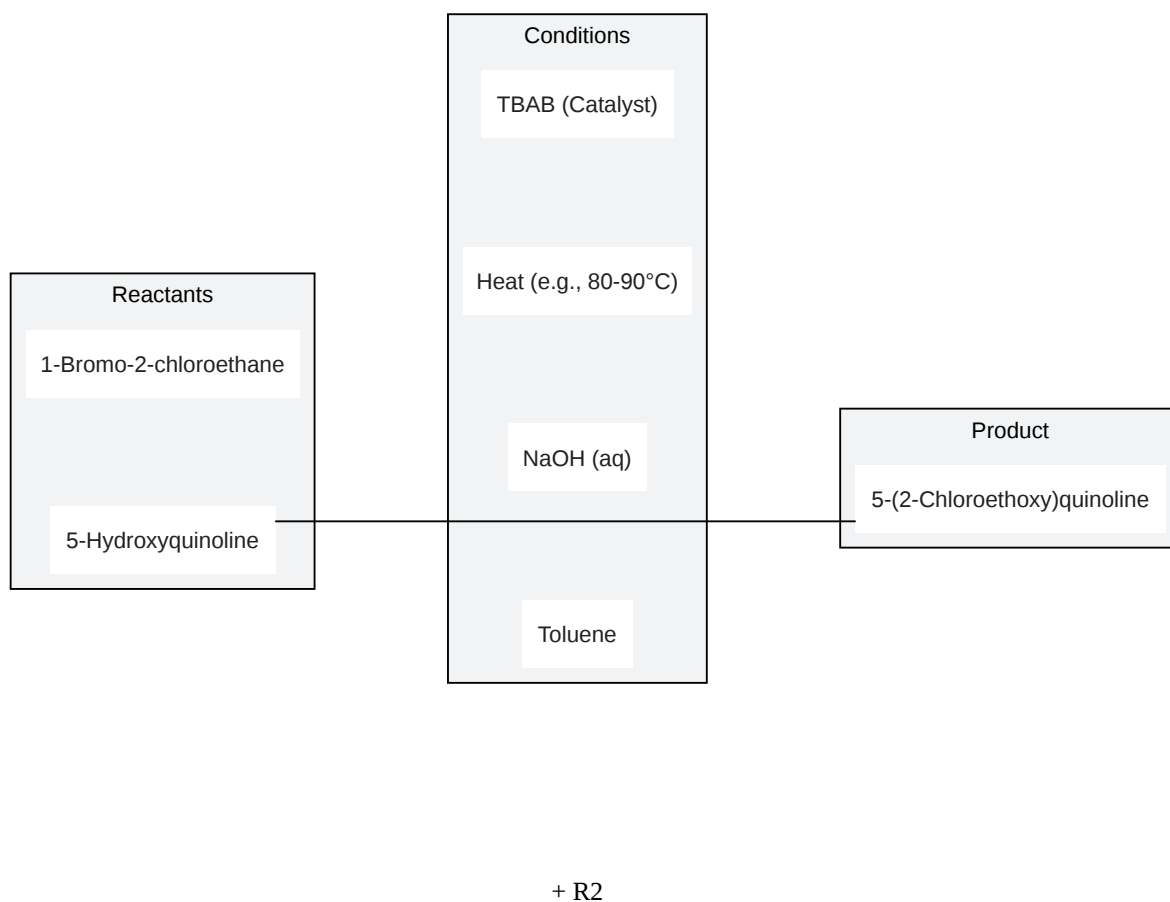 Conditions
TBAB (Catalyst)
Heat (e.g., 80-90°C)
NaOH (aq)
Toluene
Reactants
1-Bromo-2-chloroethane
5-Hydroxyquinoline
Product
5-(2-Chloroethoxy)quinoline
+ R2